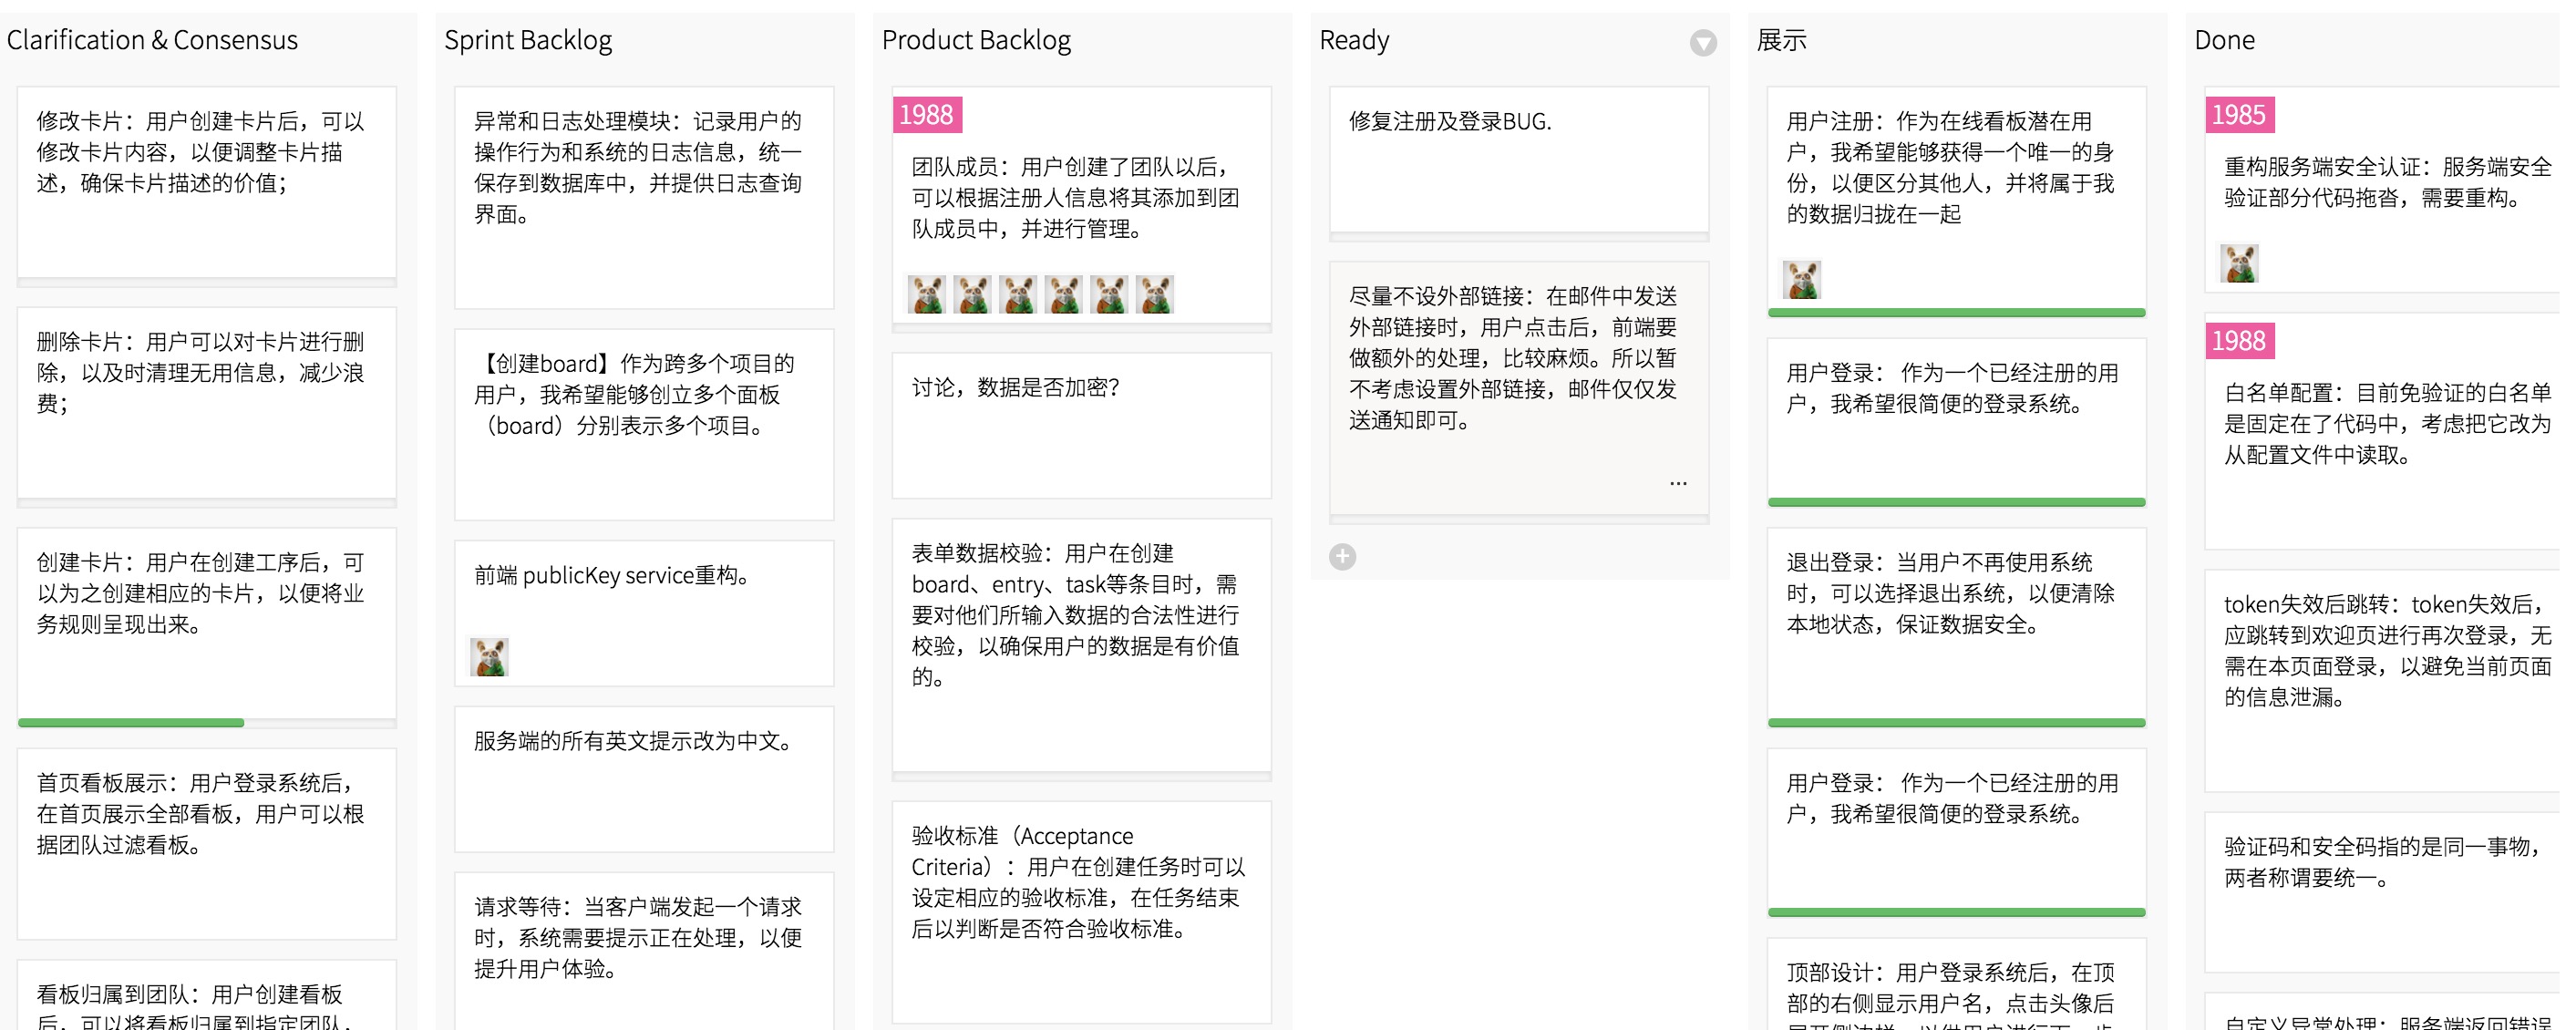 Clarification & Consensus
修改卡片：用户创建卡片后，可以
修改卡片内容，以便调整卡片描
述，确保卡片描述的价值；
删除卡片：用户可以对卡片进行删
除，以及时清理无用信息，减少浪
费；
创建卡片：用户在创建工序后，可
以为之创建相应的卡片，以便将业
务规则呈现出来。
首页看板展示：用户登录系统后，
在首页展示全部看板，用户可以根
据团队过滤看板。
看板归属到团队：用户创建看板
后，可以将看板归属到指定团队，
Sprint Backlog
异常和日志处理模块：记录用户的
操作行为和系统的日志信息，统一
保存到数据库中，并提供日志查询
界面。
【创建board】作为跨多个项目的
用户，我希望能够创立多个面板
（board）分别表示多个项目。
前端 publicKey service重构。
服务端的所有英文提示改为中文。
请求等待：当客户端发起一个请求
时，系统需要提示正在处理，以便
提升用户体验。
Product Backlog
1988
团队成员：用户创建了团队以后，
可以根据注册人信息将其添加到团
队成员中，并进行管理。
讨论，数据是否加密？
表单数据校验：用户在创建
board、entry、task等条目时，需
要对他们所输入数据的合法性进行
校验，以确保用户的数据是有价值
的。
验收标准（Acceptance
Criteria）：用户在创建任务时可以
设定相应的验收标准，在任务结束
后以判断是否符合验收标准。
Ready
修复注册及登录BUG.
尽量不设外部链接：在邮件中发送
外部链接时，用户点击后，前端要
做额外的处理，比较麻烦。所以暂
不考虑设置外部链接，邮件仅仅发
送通知即可。
...
展示
用户注册：作为在线看板潜在用
户，我希望能够获得一个唯一的身
份，以便区分其他人，并将属于我
的数据归拢在一起
用户登录： 作为一个已经注册的用
户，我希望很简便的登录系统。
退出登录：当用户不再使用系统
时，可以选择退出系统，以便清除
本地状态，保证数据安全。
用户登录： 作为一个已经注册的用
户，我希望很简便的登录系统。
顶部设计：用户登录系统后，在顶
部的右侧显示用户名，点击头像后
Done
1985
重构服务端安全认证：服务端安全
验证部分代码拖沓，需要重构。
1988
白名单配置：目前免验证的白名单
是固定在了代码中，考虑把它改为
从配置文件中读取。
token失效后跳转：token失效后，
应跳转到欢迎页进行再次登录，无
需在本页面登录，以避免当前页面
的信息泄漏。
验证码和安全码指的是同一事物，
两者称谓要统一。
自定义异常处理：服务端返回错误